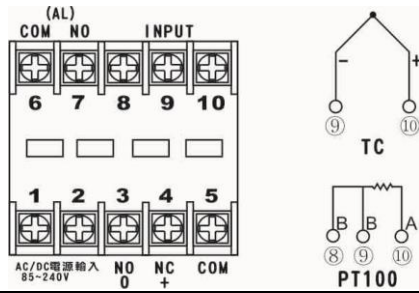 (AL)
COM NO INPUT
6 7 8 9 10
1 2 3 4 5
AC/DC電源輸入
85~240V
NO NC COM
O +
- +
⑨ ⑩
TC
B B A
⑧ ⑨ ⑩
PT100